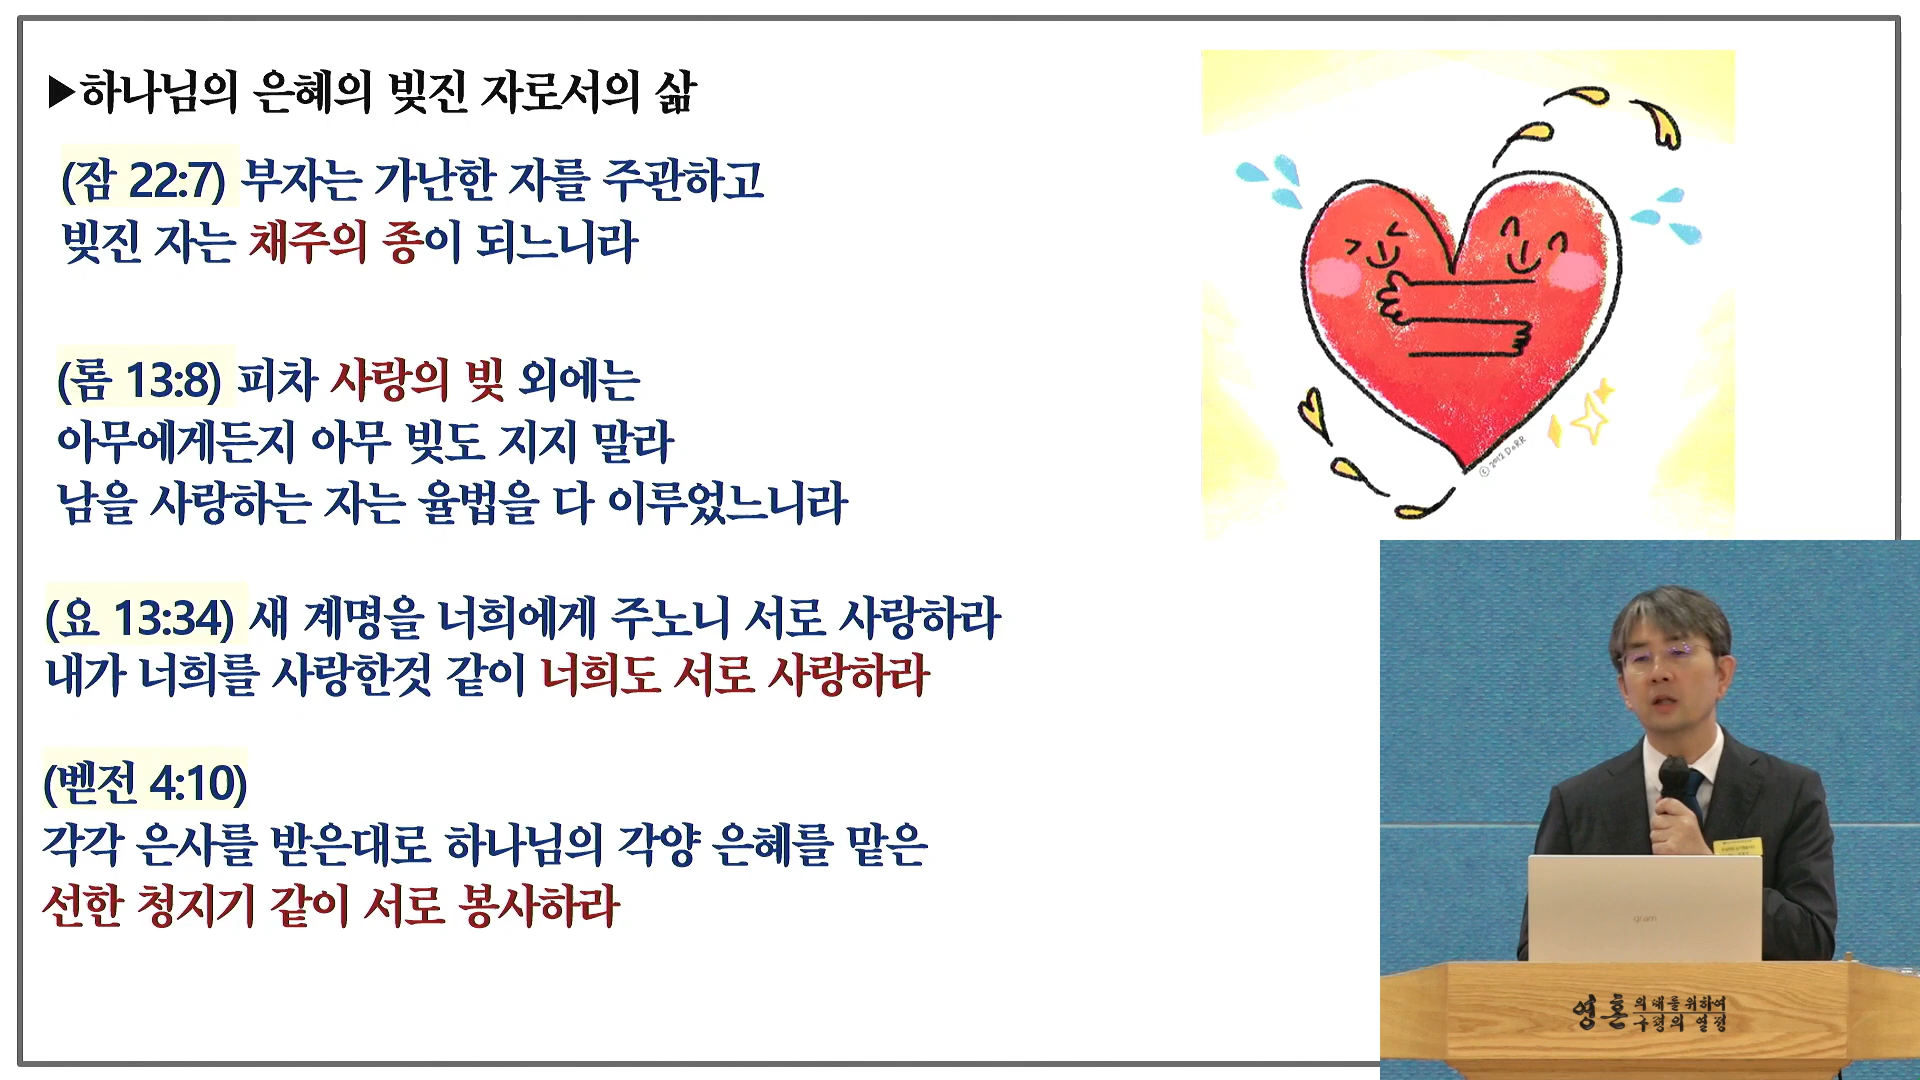 ▶하나님의 은혜의 빚진 자로서의 삶
(잠 22:7) 부자는 가난한 자를 주관하고
빚진 자는 채주의 종이 되느니라
(롬 13:8) 피차 사랑의 빚 외에는
아무에게든지 아무 빚도 지지 말라
남을 사랑하는 자는 율법을 다 이루었느니라
(요 13:34) 새 계명을 너희에게 주노니 서로 사랑하라
내가 너희를 사랑한것 같이 너희도 서로 사랑하라
(벧전 4:10)
각각 은사를 받은대로 하나님의 각양 은혜를 맡은
선한 청지기 같이 서로 봉사하라
© 2012 DORR
gram
영혼 의 때를 위하여
구령의 열정